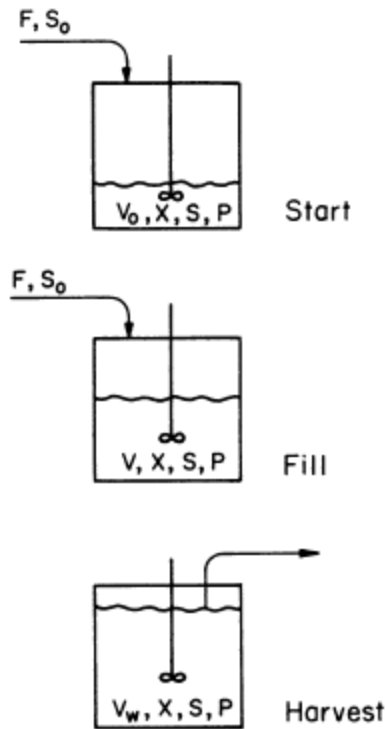 F, S₀
V₀, X, S, P
Start
F, S₀
V, X, S, P
Fill
V_w, X, S, P
Harvest